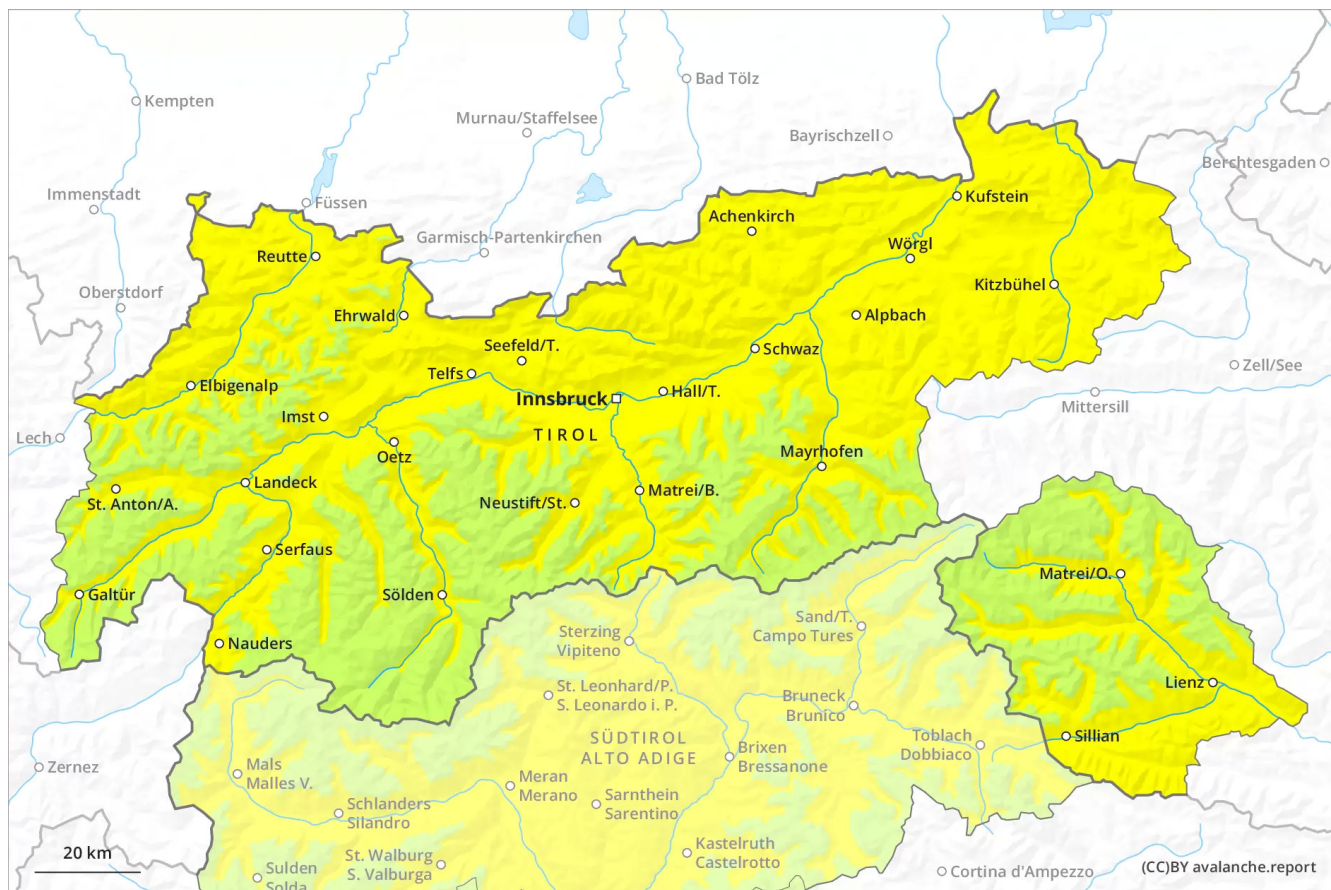 Kempten
Bad Tölz
Murnau/Staffelsee
Bayrischzell
Berchtesgaden
Immenstadt
Füssen
Kufstein
Achenkirch
Garmisch-Partenkirchen
Wörgl
Reutte
Kitzbühel
Oberstdorf
Ehrwald
Alpbach
Seefeld/T.
Schwaz
Zell/See
Telfs
Elbigenalp
Hall/T.
Innsbruck
Mittersill
Imst
Lech
TIROL
Oetz
Mayrhofen
Landeck
St. Anton/A.
Neustift/St.
Matrei/B.
Serfaus
Matrei/O.
Galtür
Sölden
Sand/T.
Campo Tures
Sterzing
Vipiteno
Nauders
Lienz
St. Leonhard/P.
S. Leonardo i. P.
Bruneck
Brunico
Toblach
Dobbiaco
Sillian
SÜDTIROL
ALTO ADIGE
Brixen
Bressanone
Zernez
Mals
Malles V.
Meran
Merano
Sarnthein
Sarentino
Schlanders
Silandro
20 km
St. Walburg
S. Valburga
Kastelruth
Castelrotto
Sulden
Solda
Cortina d'Ampezzo
(CC)BY avalanche.report